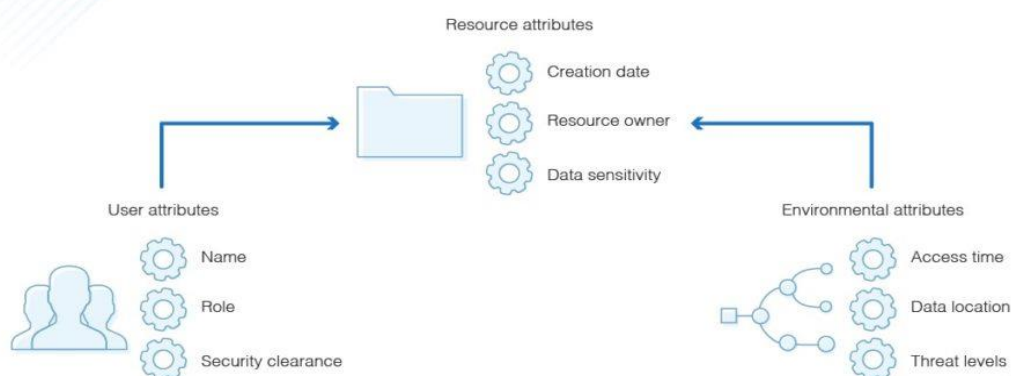 Resource attributes
Creation date
Resource owner
Data sensitivity
User attributes
Name
Role
Security clearance
Environmental attributes
Access time
Data location
Threat levels